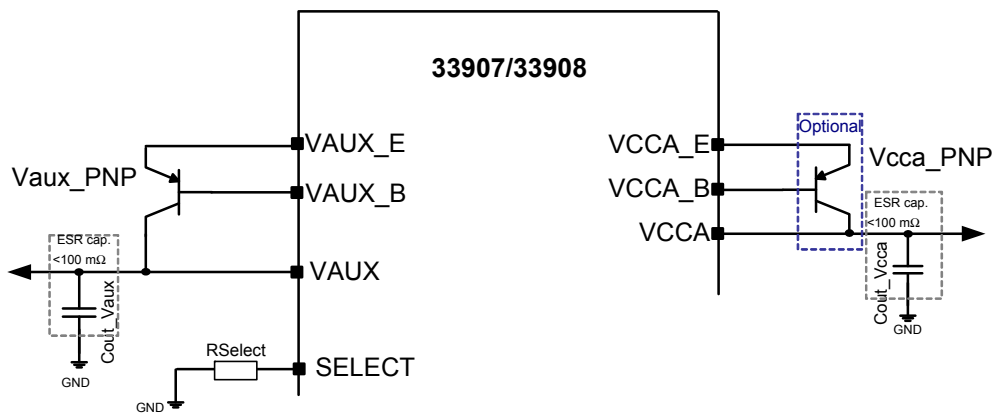 33907/33908
VAUX_E
VAUX_B
VAUX
SELECT
Vaux_PNP
ESR cap.
<100 mΩ
Cout_Vaux
GND
RSelect
GND
VCCA_E
VCCA_B
VCCA
Optional
Vcca_PNP
ESR cap.
<100 mΩ
Cout_Vcca
GND